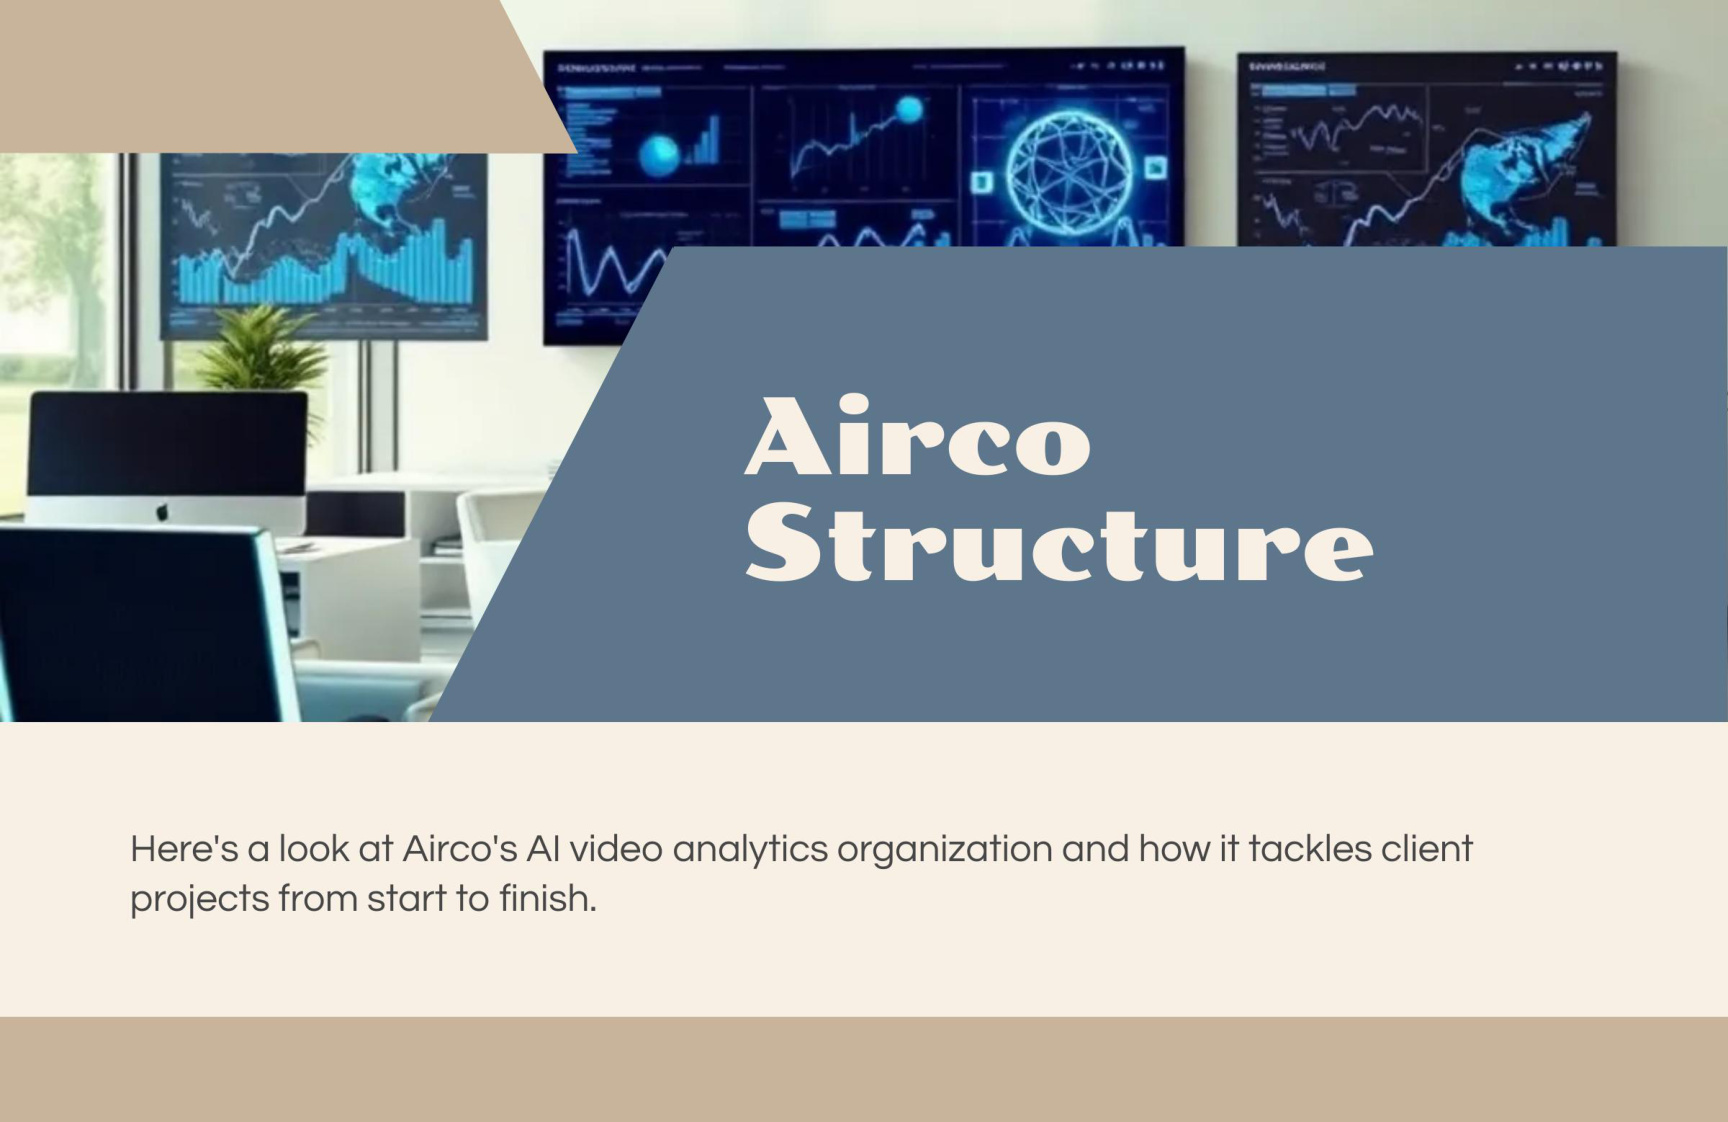 Airco
Structure
Here's a look at Airco's AI video analytics organization and how it tackles client
projects from start to finish.